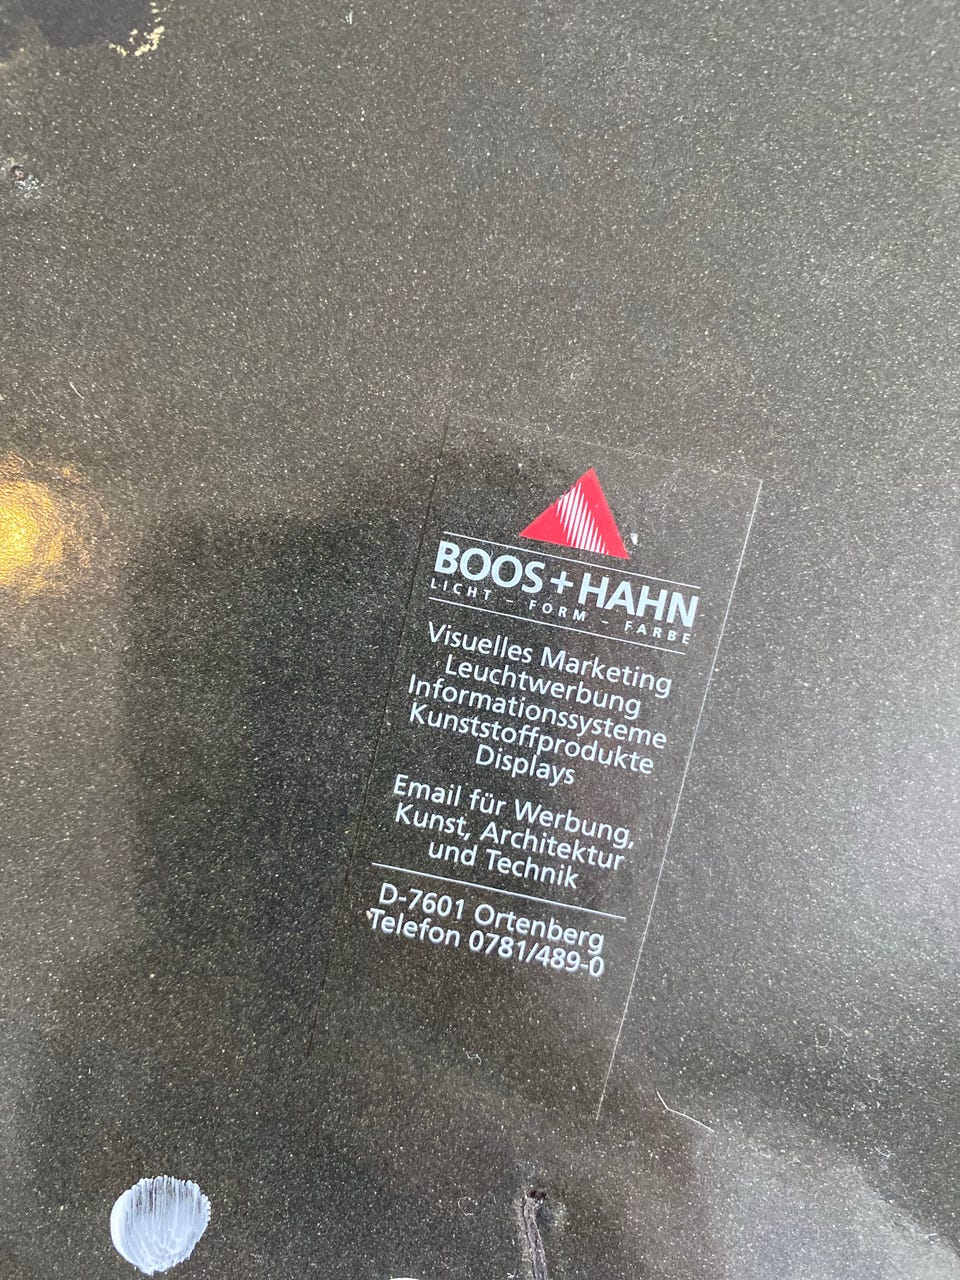 BOOS+HAHN
LICHT – FORM – FARBE
Visuelles Marketing
Leuchtwerbung
Informationssysteme
Kunststoffprodukte
Displays
Email für Werbung,
Kunst, Architektur
und Technik
D-7601 Ortenberg
Telefon 0781/489-0